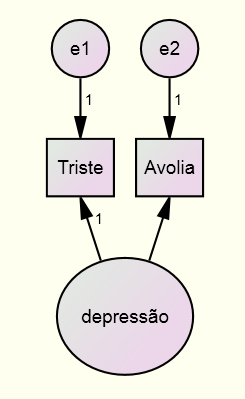 e1 e2
1 1
Triste Avolia
1
depressão